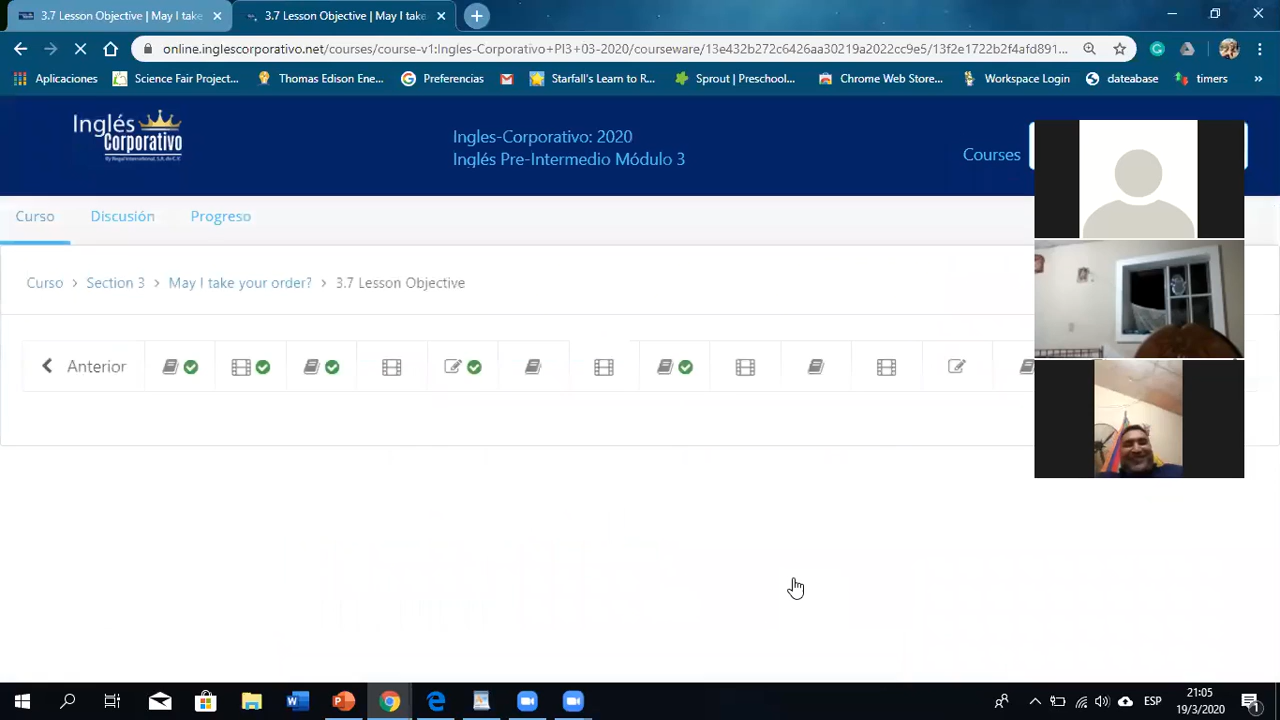 3.7 Lesson Objective | May I take
3.7 Lesson Objective | May I take
online.inglescorporativo.net/courses/course-v1:Ingles-Corporativo+PI3+03-2020/courseware/13e432b272c6426aa30219a2022cc9e5/13f2e1722b2f4afd891...
Aplicaciones Science Fair Project... Thomas Edison Ene... Preferencias Starfall's Learn to R... Sprout | Preschool... Chrome Web Store... Workspace Login dateabase timers »
Inglés
Corporativo
Ingles-Corporativo: 2020
Inglés Pre-Intermedio Módulo 3
Courses
Curso Discusión Progreso
Curso > Section 3 > May I take your order? > 3.7 Lesson Objective
Anterior
ESP
21:05
19/3/2020
1